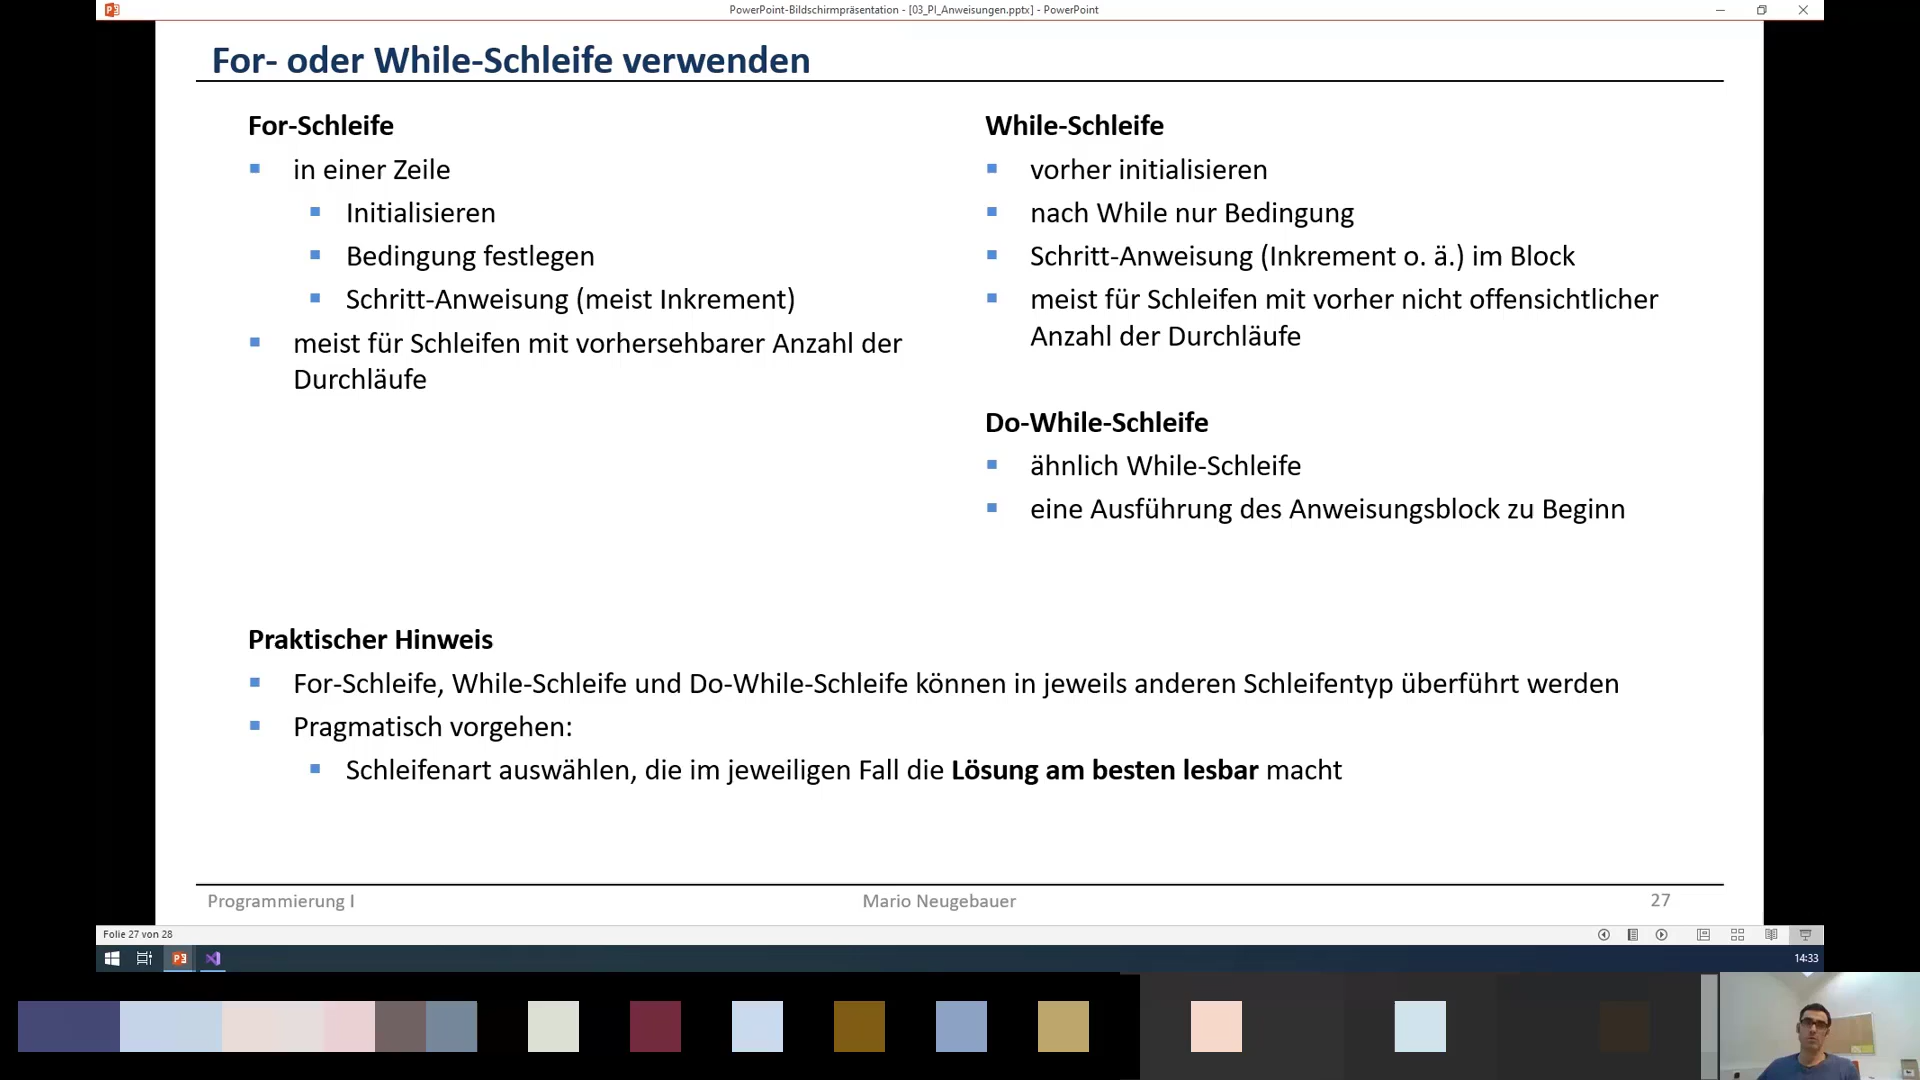 PowerPoint-Bildschirmpräsentation - [03_PI_Anweisungen.pptx] - PowerPoint
For- oder While-Schleife verwenden
For-Schleife
in einer Zeile
Initialisieren
Bedingung festlegen
Schritt-Anweisung (meist Inkrement)
meist für Schleifen mit vorhersehbarer Anzahl der
Durchläufe
While-Schleife
vorher initialisieren
nach While nur Bedingung
Schritt-Anweisung (Inkrement o. ä.) im Block
meist für Schleifen mit vorher nicht offensichtlicher
Anzahl der Durchläufe
Do-While-Schleife
ähnlich While-Schleife
eine Ausführung des Anweisungsblock zu Beginn
Praktischer Hinweis
For-Schleife, While-Schleife und Do-While-Schleife können in jeweils anderen Schleifentyp überführt werden
Pragmatisch vorgehen:
Schleifenart auswählen, die im jeweiligen Fall die Lösung am besten lesbar macht
Programmierung I
Mario Neugebauer
27
Folie 27 von 28
14:33